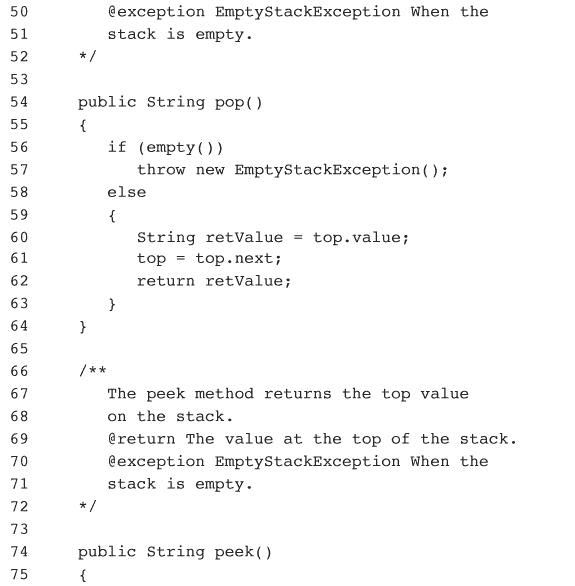 50 @exception EmptyStackException When the
51 stack is empty.
52 */
53
54 public String pop()
55 {
56 if (empty())
57 throw new EmptyStackException();
58 else
59 {
60 String retValue = top.value;
61 top = top.next;
62 return retValue;
63 }
64 }
65
66 /**
67 The peek method returns the top value
68 on the stack.
69 @return The value at the top of the stack.
70 @exception EmptyStackException When the
71 stack is empty.
72 */
73
74 public String peek()
75 {